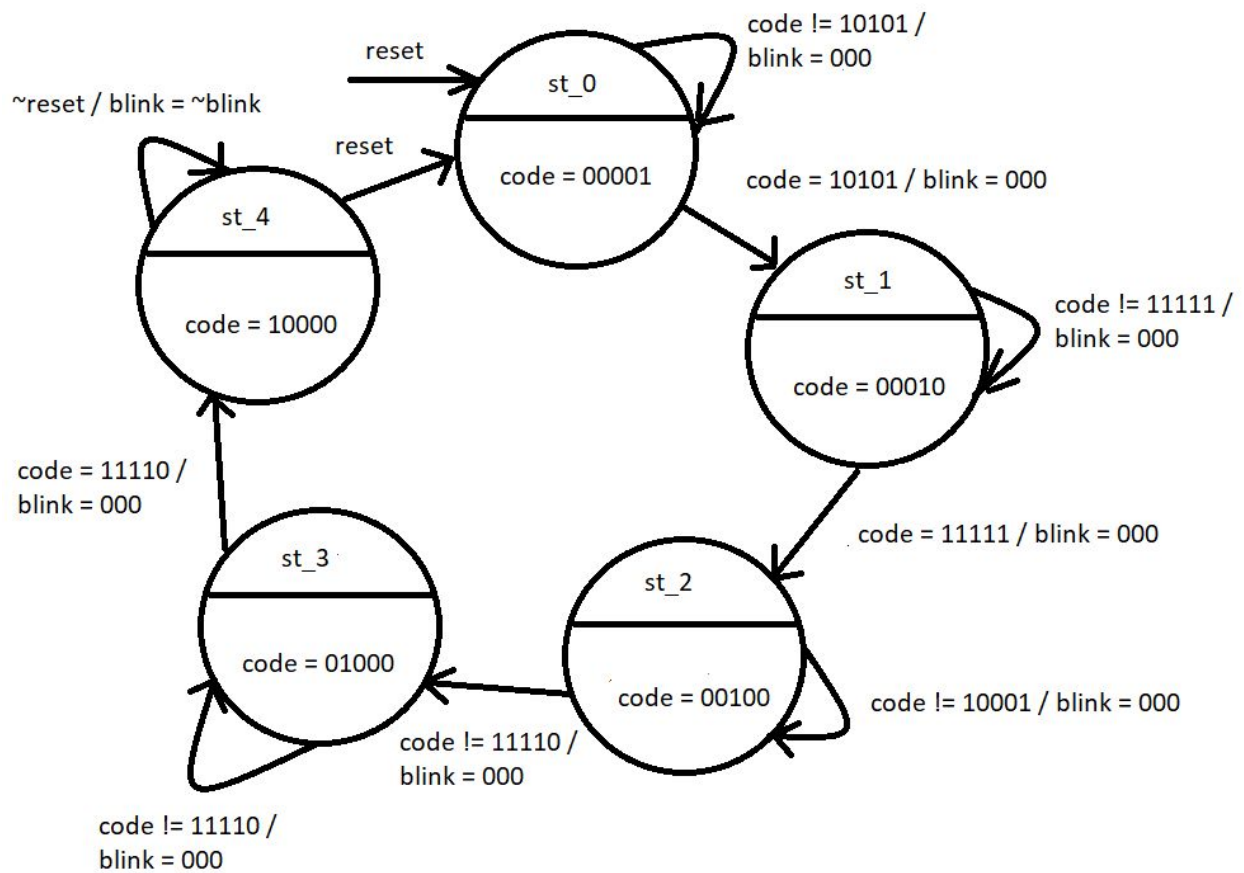 code != 10101 /
blink = 000
reset
st_0
~reset / blink = ~blink
reset
code = 00001
code = 10101 / blink = 000
st_4
st_1
code != 11111 /
blink = 000
code = 10000
code = 00010
code = 11110 /
blink = 000
code = 11111 / blink = 000
st_3
st_2
code = 01000
code = 00100
code != 10001 / blink = 000
code != 11110 /
blink = 000
code != 11110 /
blink = 000